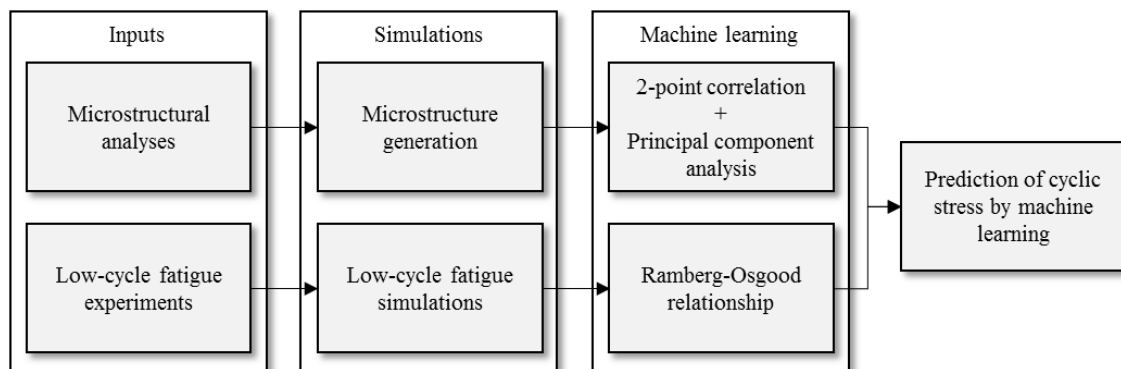 Inputs
Microstructural
analyses
Low-cycle fatigue
experiments
Simulations
Microstructure
generation
Low-cycle fatigue
simulations
Machine learning
2-point correlation
+
Principal component
analysis
Ramberg-Osgood
relationship
Prediction of cyclic
stress by machine
learning